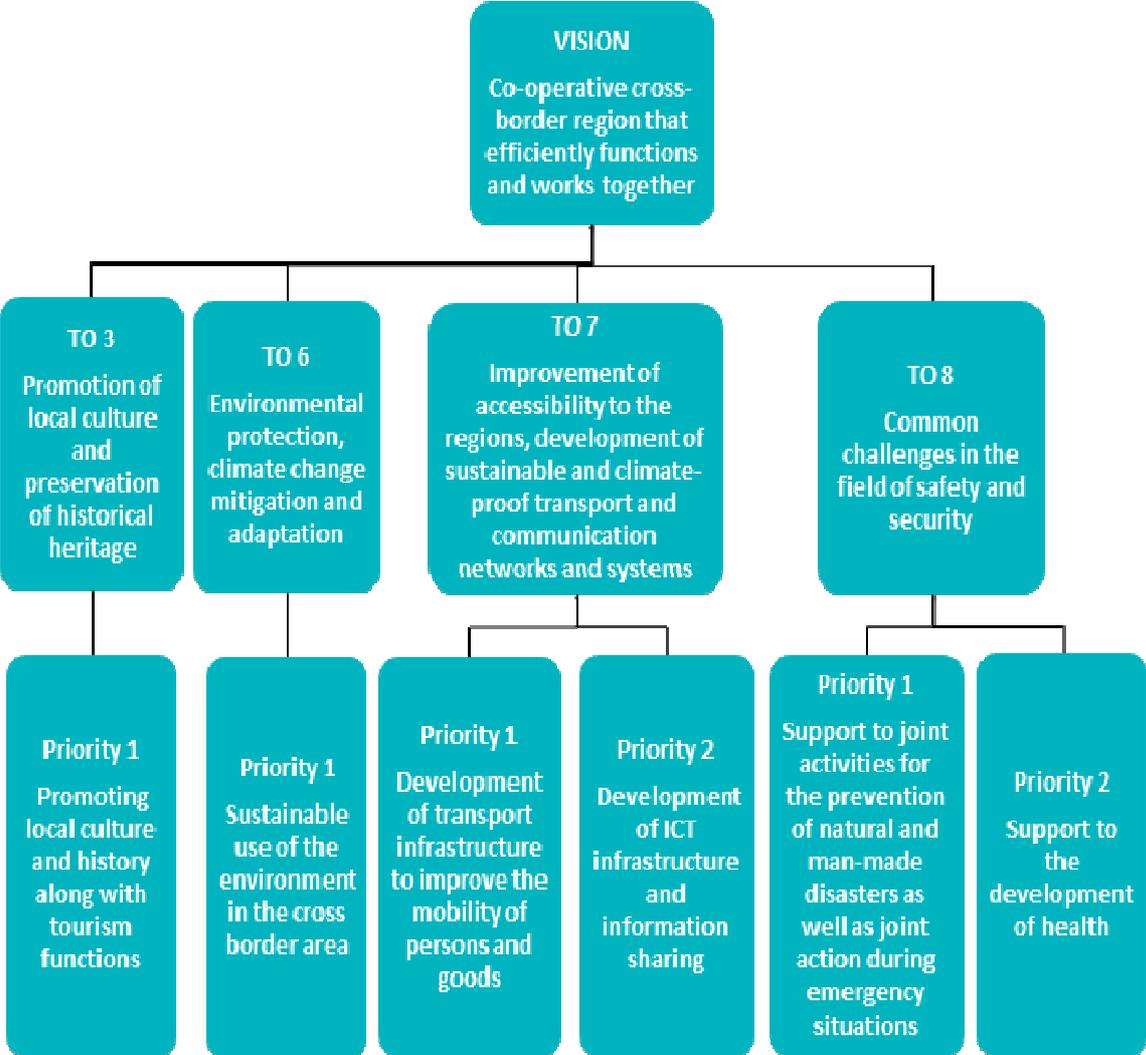 VISION
Co-operative cross-
border region that
efficiently functions
and works together
TO 3
Promotion of
local culture
and
preservation
of historical
heritage
TO 6
Environmental
protection,
climate change
mitigation and
adaptation
TO 7
Improvement of
accessibility to the
regions, development of
sustainable and climate-
proof transport and
communication
networks and systems
TO 8
Common
challenges in the
field of safety and
security
Priority 1
Promoting
local culture
and history
along with
tourism
functions
Priority 1
Sustainable
use of the
environment
in the cross
border area
Priority 1
Development
of transport
infrastructure
to improve the
mobility of
persons and
goods
Priority 2
Development
of ICT
infrastructure
and
information
sharing
Priority 1
Support to joint
activities for
the prevention
of natural and
man-made
disasters as
well as joint
action during
emergency
situations
Priority 2
Support to
the
development
of health